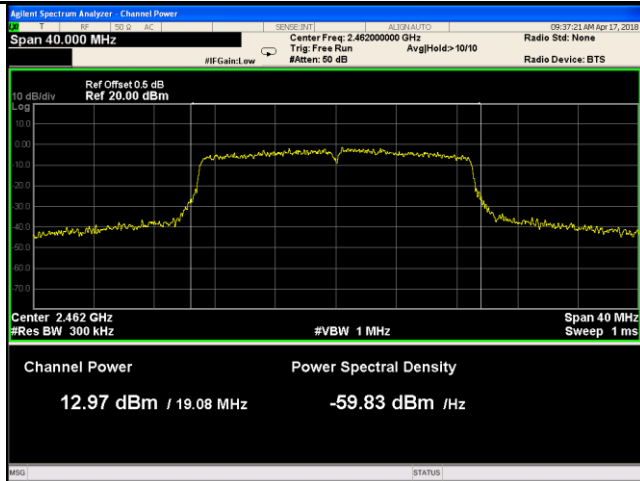 Agilent Spectrum Analyzer - Channel Power
T RF 50 Ω AC SENSE:INT ALIGNAUTO 09:37:21 AM Apr 17, 2018
Span 40.000 MHz Center Freq: 2.462000000 GHz Radio Std: None
Trig: Free Run Avg|Hold:>10/10
#IFGain:Low #Atten: 50 dB Radio Device: BTS
Ref Offset 0.5 dB
10 dB/div Ref 20.00 dBm
Log
10.0
0.00
-10.0
-20.0
-30.0
-40.0
-50.0
-60.0
-70.0
Center 2.462 GHz Span 40 MHz
#Res BW 300 kHz #VBW 1 MHz Sweep 1 ms
Channel Power Power Spectral Density
12.97 dBm / 19.08 MHz -59.83 dBm /Hz
MSG STATUS